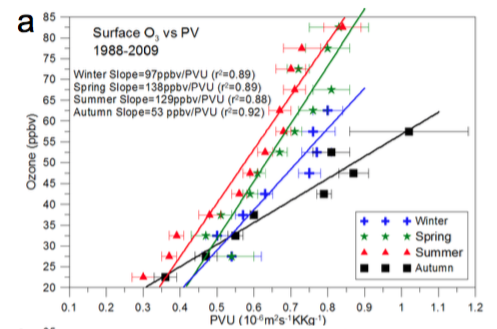 a
Surface O₃ vs PV
1988-2009
Winter Slope=97ppbv/PVU (r²=0.89)
Spring Slope=138ppbv/PVU (r²=0.89)
Summer Slope=129ppbv/PVU (r²=0.88)
Autumn Slope=53 ppbv/PVU (r²=0.92)
Ozone (ppbv)
85
80
75
70
65
60
55
50
45
40
35
30
25
20
Winter
Spring
Summer
Autumn
0.1 0.2 0.3 0.4 0.5 0.6 0.7 0.8 0.9 1 1.1 1.2
PVU (10⁻⁶m²s⁻¹KKg⁻¹)